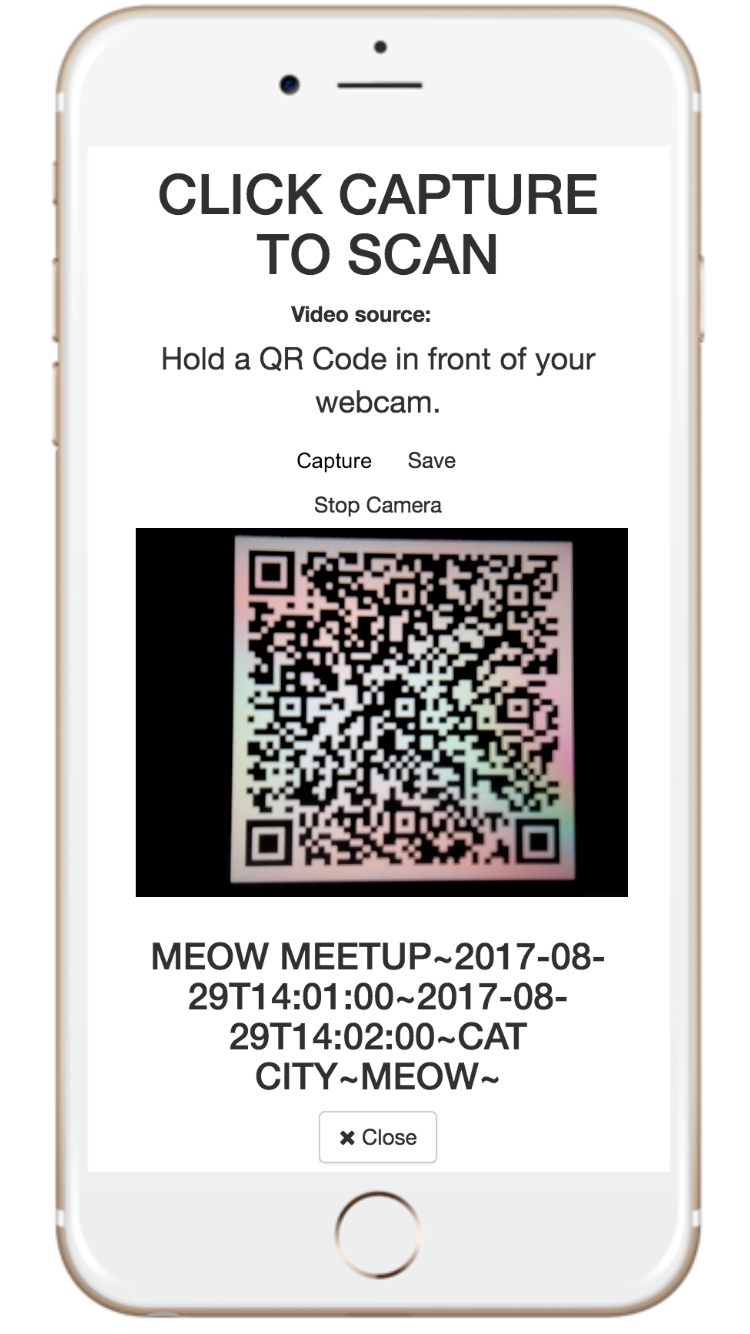 CLICK CAPTURE
TO SCAN
Video source:
Hold a QR Code in front of your
webcam.
Capture Save
Stop Camera
MEOW MEETUP~2017-08-
29T14:01:00~2017-08-
29T14:02:00~CAT
CITY~MEOW~
✖ Close